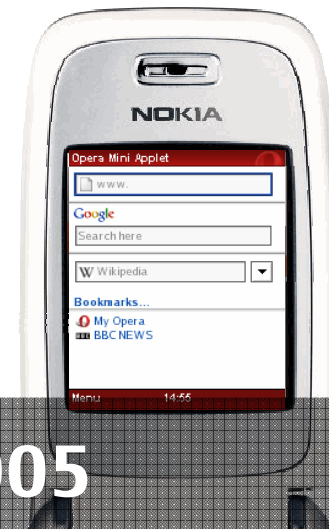 NOKIA
Opera Mini Applet
www.
Google
Search here
W Wikipedia
Bookmarks...
My Opera
BBC NEWS
Menu 14:55
005